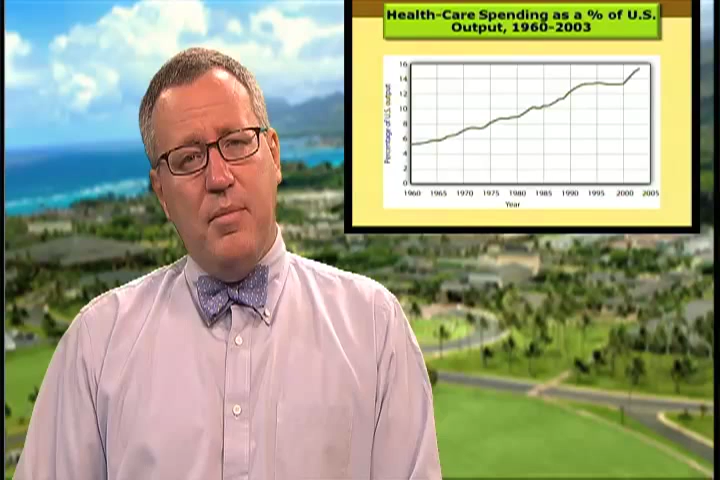 Health-Care Spending as a % of U.S.
Output, 1960-2003
Percentage of U.S. output
16
14
12
10
8
6
4
2
0
1960 1965 1970 1975 1980 1985 1990 1995 2000 2005
Year